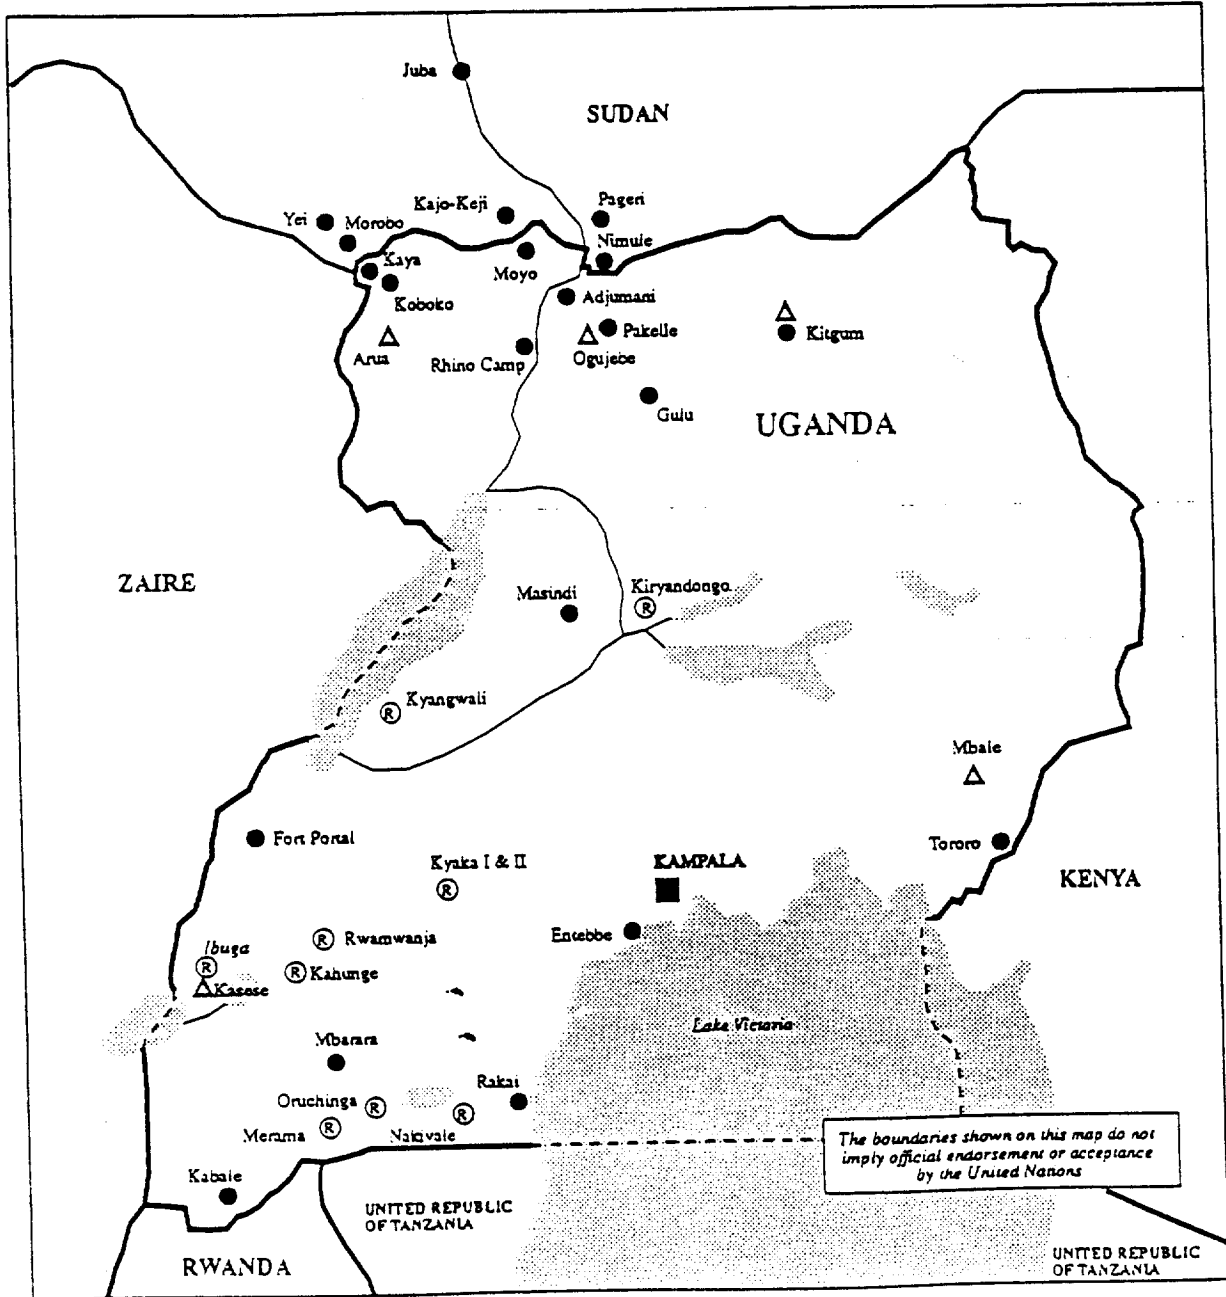 Juba
SUDAN
Yei
Morobo
Kajo-Keji
Pageri
Nimule
Kaya
Moyo
Koboko
Adjumani
Arua
Rhino Camp
Pakelle
Ogujebe
Kitgum
Gulu
UGANDA
ZAIRE
Masindi
Kiryandongo
R
Kyangwali
R
Mbale
Fort Portal
Tororo
Kyaka I & II
R
KAMPALA
KENYA
Entebbe
Ibuga
R
R
Rwamwanja
R
Kahunge
Kasese
Lake Victoria
Mbarara
Rakai
Oruchinga
R
R
Merama
R
Nakivale
The boundaries shown on this map do not
imply official endorsement or acceptance
by the United Nations
Kabale
UNITED REPUBLIC
OF TANZANIA
RWANDA
UNITED REPUBLIC
OF TANZANIA